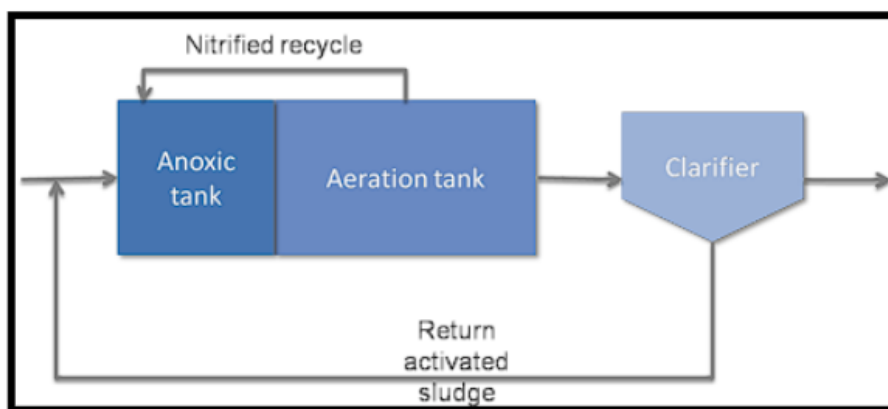 Nitrified recycle
Anoxic
tank
Aeration tank
Clarifier
Return
activated
sludge